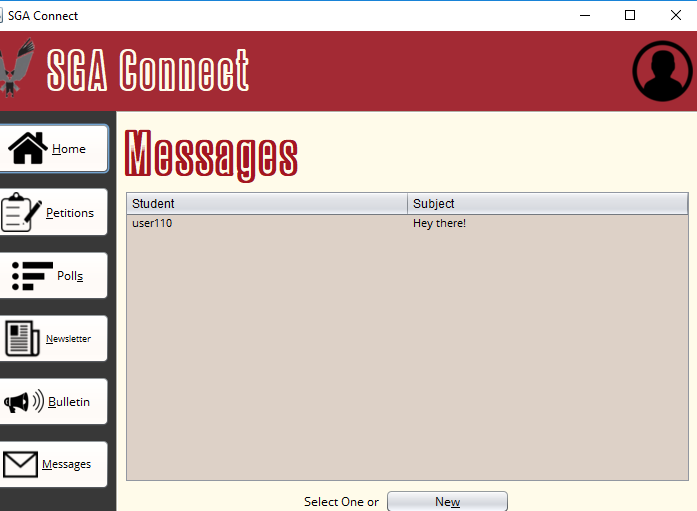 SGA Connect
SGA Connect
Home
Petitions
Polls
Newsletter
Bulletin
Messages
Messages
Student Subject
user110 Hey there!
Select One or New